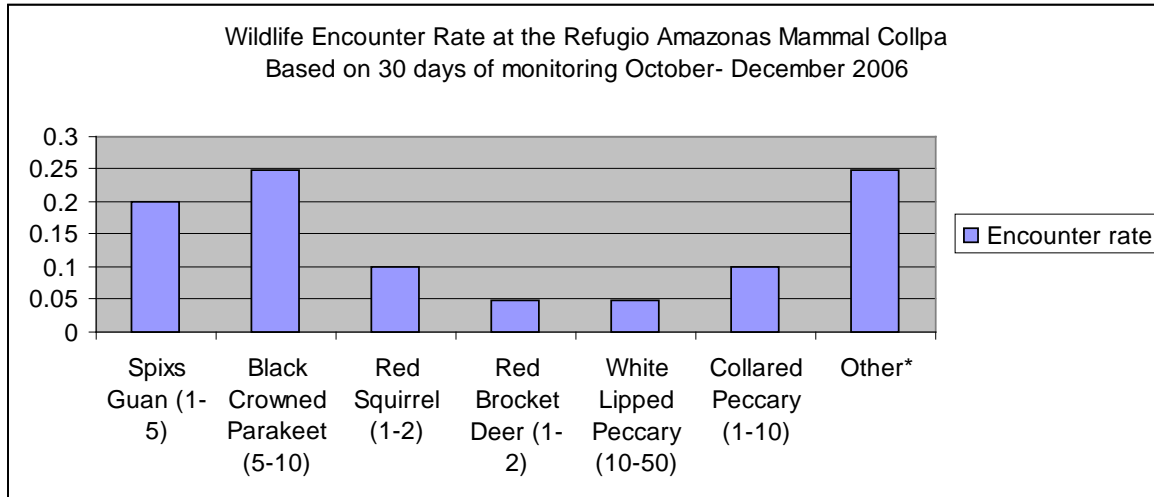 Wildlife Encounter Rate at the Refugio Amazonas Mammal Collpa
Based on 30 days of monitoring October- December 2006
0.3
0.25
0.2
0.15
0.1
0.05
0
Spixs
Guan (1-
5)
Black
Crowned
Parakeet
(5-10)
Red
Squirrel
(1-2)
Red
Brocket
Deer (1-
2)
White
Lipped
Peccary
(10-50)
Collared
Peccary
(1-10)
Other*
Encounter rate